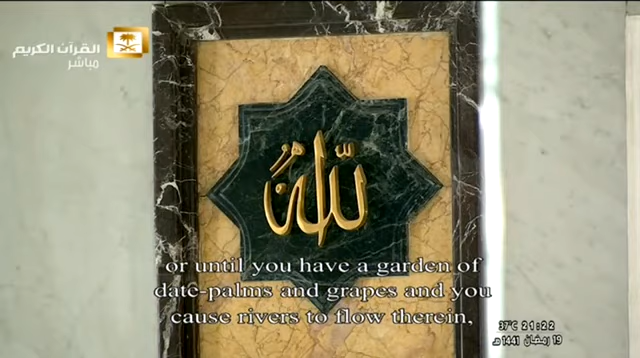 القرآن الكريم
مباشر
or until you have a garden of
date-palms and grapes and you
cause rivers to flow therein,
37°C 21:22
19 رمضان 1441 هـ